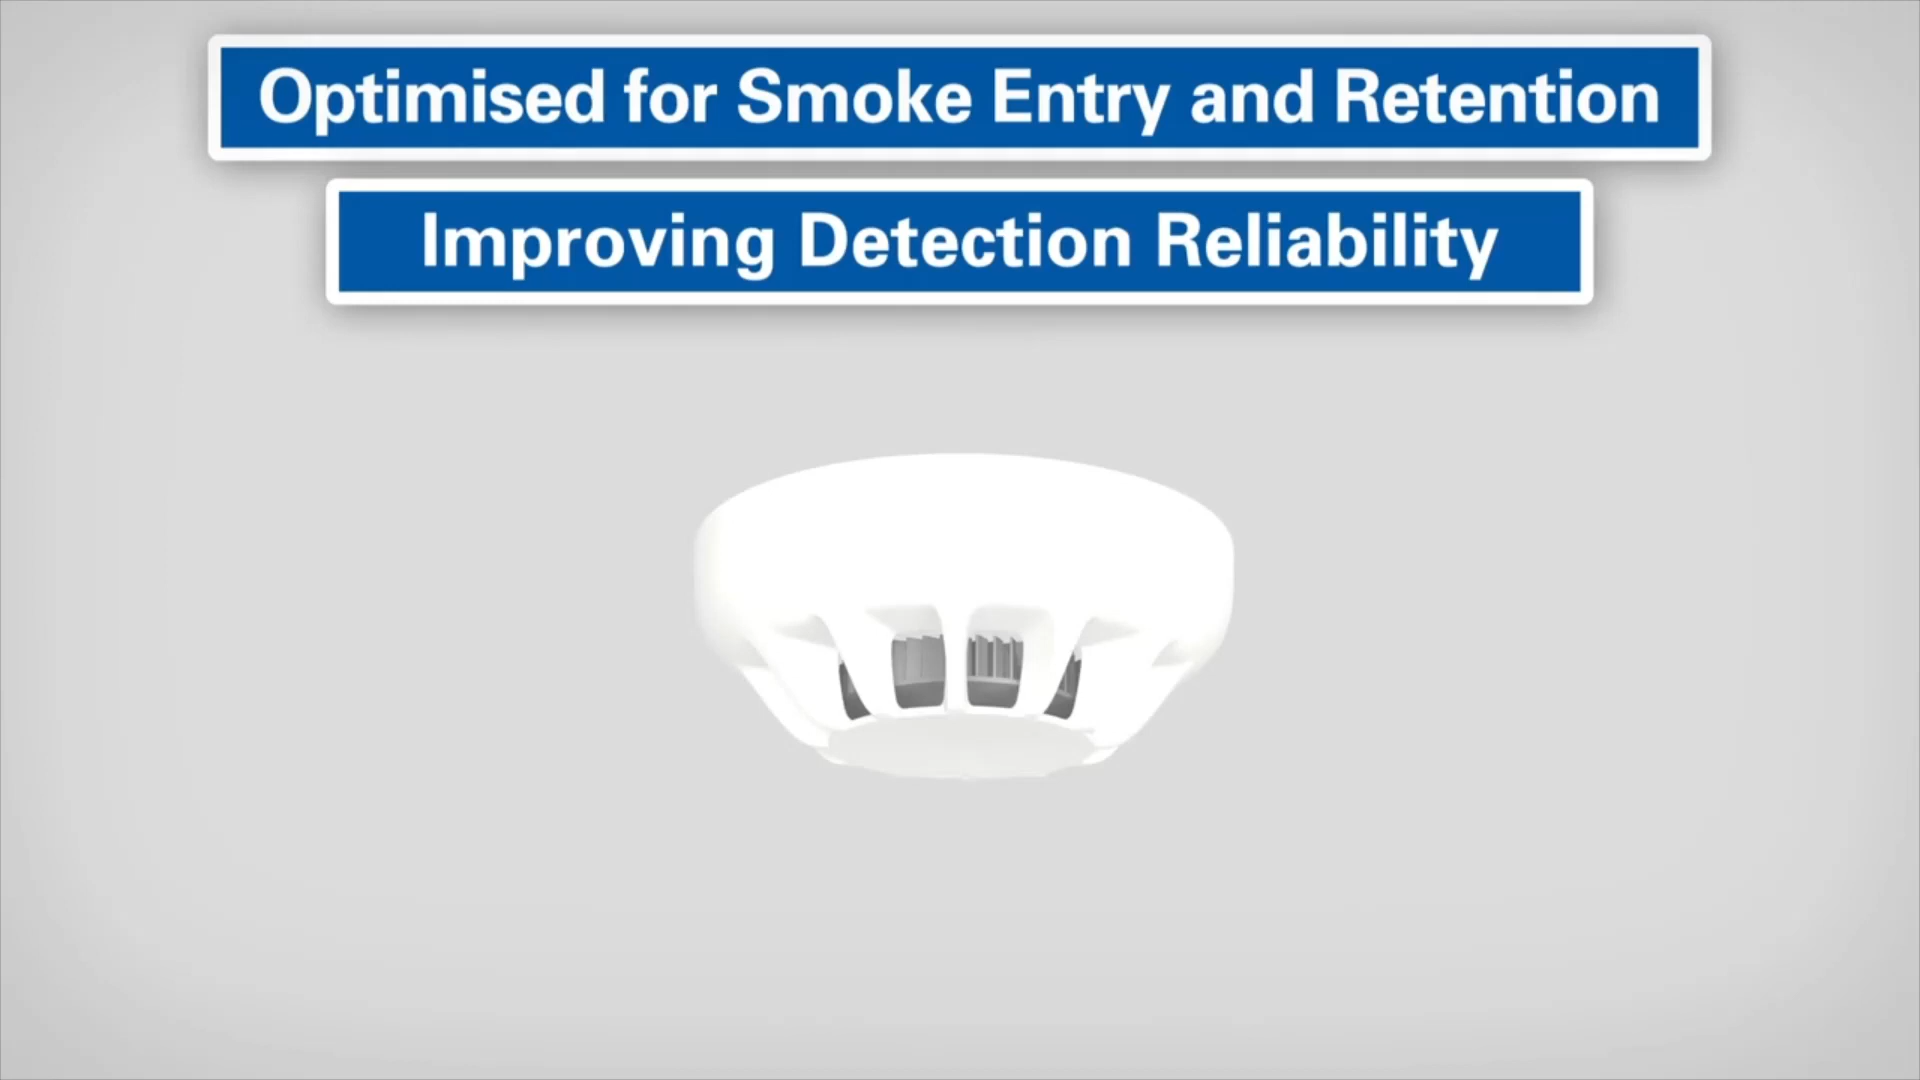 Optimised for Smoke Entry and Retention
Improving Detection Reliability